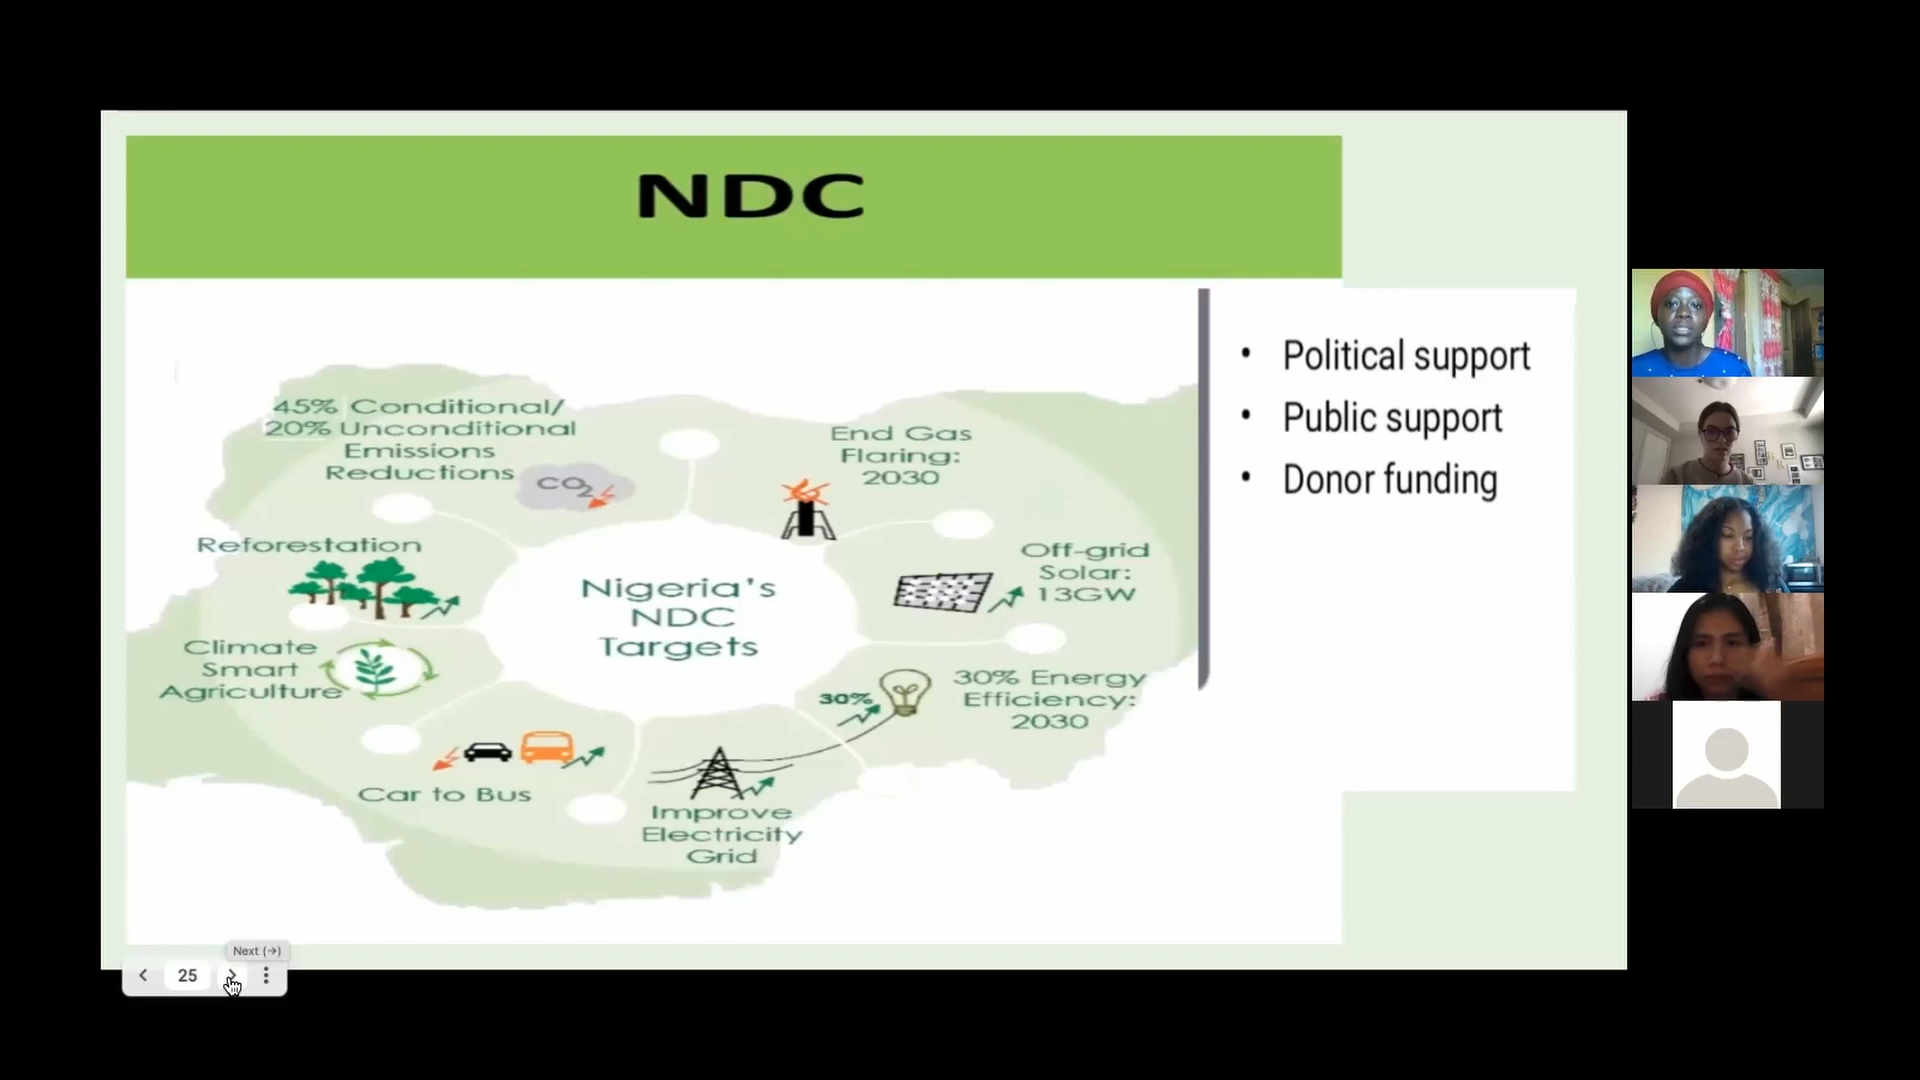 NDC
45% Conditional/
20% Unconditional
Emissions
Reductions
CO2
End Gas
Flaring:
2030
Reforestation
Off-grid
Solar:
13GW
Nigeria's
NDC
Targets
Climate
Smart
Agriculture
30%
30% Energy
Efficiency:
2030
Car to Bus
Improve
Electricity
Grid
• Political support
• Public support
• Donor funding
Next (→)
25